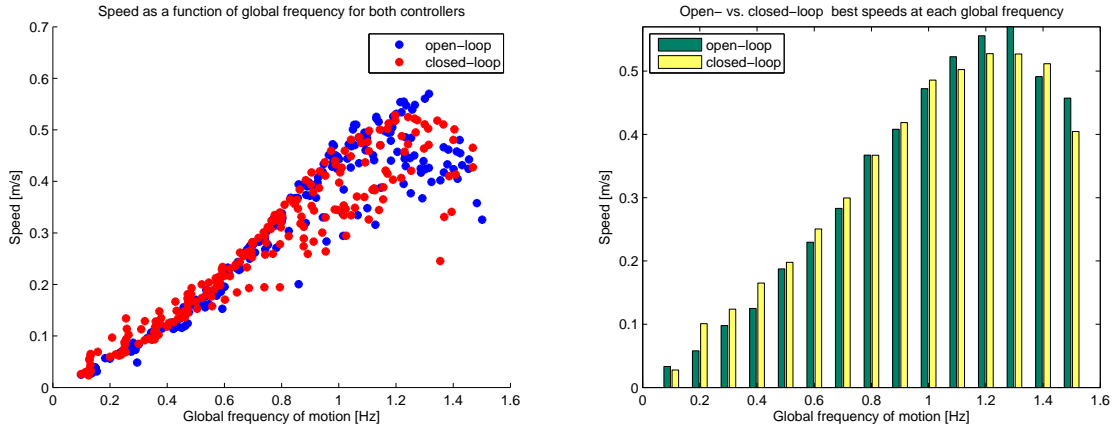 Speed as a function of global frequency for both controllers
0.7
0.6
0.5
0.4
0.3
0.2
0.1
0
Speed [m/s]
open−loop
closed−loop
0 0.2 0.4 0.6 0.8 1 1.2 1.4 1.6
Global frequency of motion [Hz]
Open− vs. closed−loop best speeds at each global frequency
0.5
0.4
0.3
0.2
0.1
0
Speed [m/s]
open−loop
closed−loop
0 0.2 0.4 0.6 0.8 1 1.2 1.4 1.6
Global frequency of motion [Hz]